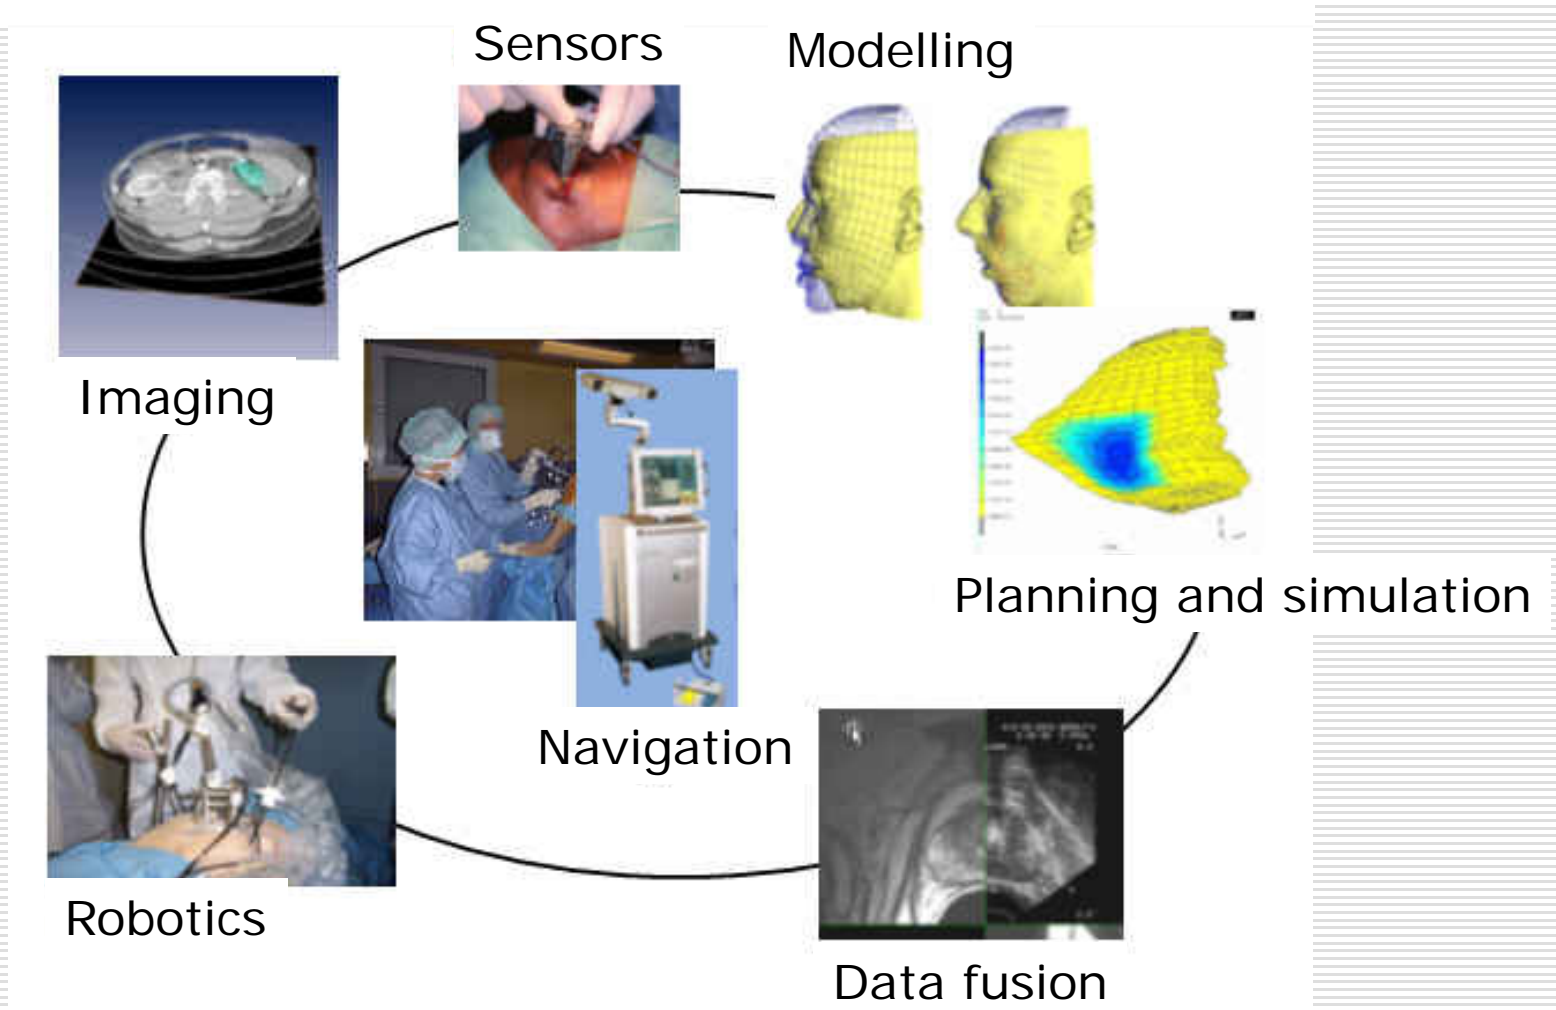 Sensors
Modelling
Imaging
Planning and simulation
Navigation
Robotics
Data fusion